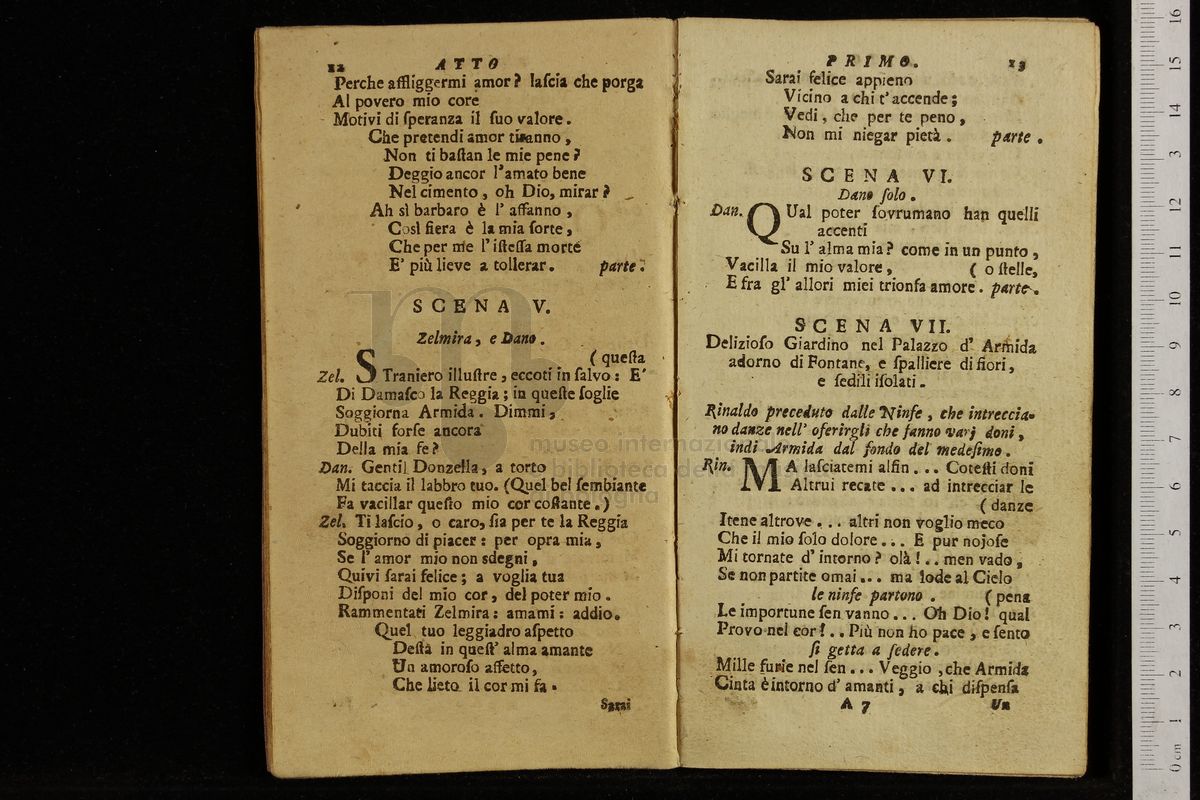 12 ATTO
Perche affliggermi amor? laſcia che porga
Al povero mio core
Motivi di ſperanza il ſuo valore.
Che pretendi amor tiranno,
Non ti baſtan le mie pene?
Deggio ancor l'amato bene
Nel cimento, oh Dio, mirar?
Ah sì barbaro è l' affanno,
Così fiera è la mia ſorte,
Che per me l'iſteſſa morte
E' più lieve a tollerar. parte.
SCENA V.
Zelmira, e Dano.
( queſta
Zel. STraniero illuſtre, eccoti in ſalvo: E'
Di Damaſco la Reggia; in queſte ſoglie
Soggiorna Armida. Dimmi,
Dubiti forſe ancora
Della mia fe?
Dan. Gentil Donzella, a torto
Mi taccia il labbro tuo. (Quel bel ſembiante
Fa vacillar queſto mio cor coſtante.)
Zel. Ti laſcio, o caro, ſia per te la Reggia
Soggiorno di piacer: per opra mia,
Se l' amor mio non sdegni,
Quivi ſarai felice; a voglia tua
Diſponi del mio cor, del poter mio.
Rammentati Zelmira: amami: addio.
Quel tuo leggiadro aſpetto
Deſtà in queſt' alma amante
Un amoroſo affetto,
Che lieto il cor mi fa.
Sarai
PRIMO. 13
Sarai felice appieno
Vicino a chi t'accende;
Vedi, che per te peno,
Non mi niegar pietà. parte.
SCENA VI.
Dano ſolo.
Dan. QUal poter ſovrumano han quelli
accenti
Su l' alma mia? come in un punto,
Vacilla il mio valore, ( o ſtelle,
E fra gl' allori miei trionfa amore. parte.
SCENA VII.
Delizioſo Giardino nel Palazzo d' Armida
adorno di Fontane, e ſpalliere di fiori,
e ſedili iſolati.
Rinaldo preceduto dalle Ninfe, che intreccia-
no danze nell' oferirgli che fanno varj doni,
indi Armida dal fondo del medeſimo.
Rin. MA laſciatemi alfin... Coteſti doni
Altrui recate... ad intrecciar le
( danze
Itene altrove... altri non voglio meco
Che il mio ſolo dolore... E pur nojoſe
Mi tornate d' intorno? olà!.. men vado,
Se non partite omai... ma lode al Cielo
le ninfe partono. ( pena
Le importune ſen vanno... Oh Dio! qual
Provo nel cor!.. Più non ho pace, e ſento
ſi getta a ſedere.
Mille furie nel ſen... Veggio, che Armida
Cinta è intorno d' amanti, a chi diſpenſa
A 7 Un
museo internazionale
biblioteca de